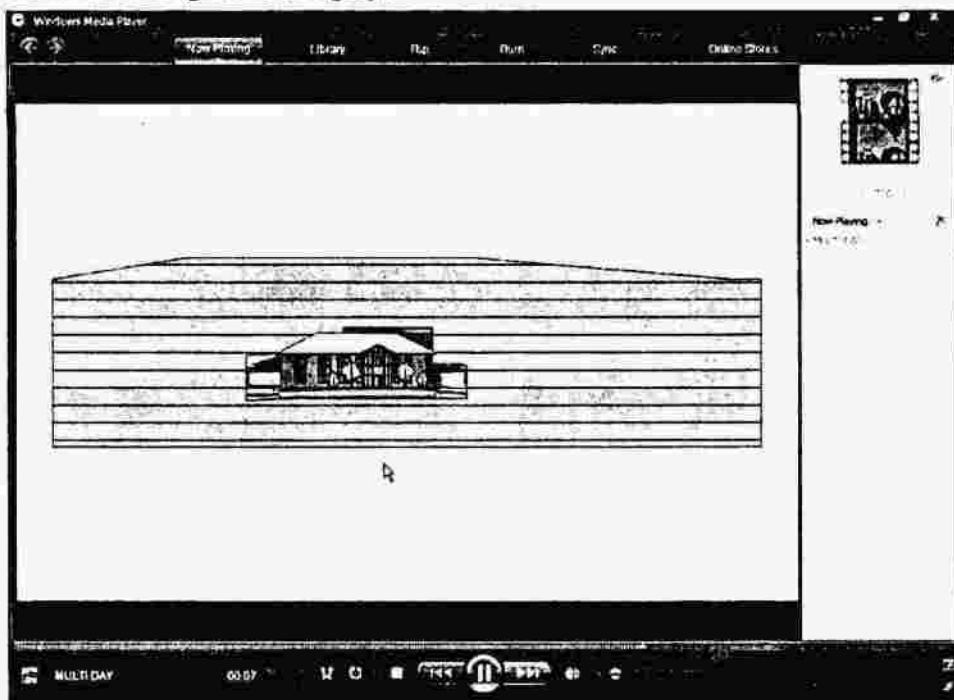 Windows Media Player
Now Playing Library Rip Burn Sync Online Stores
Now Playing
MULTI DAY 00:07